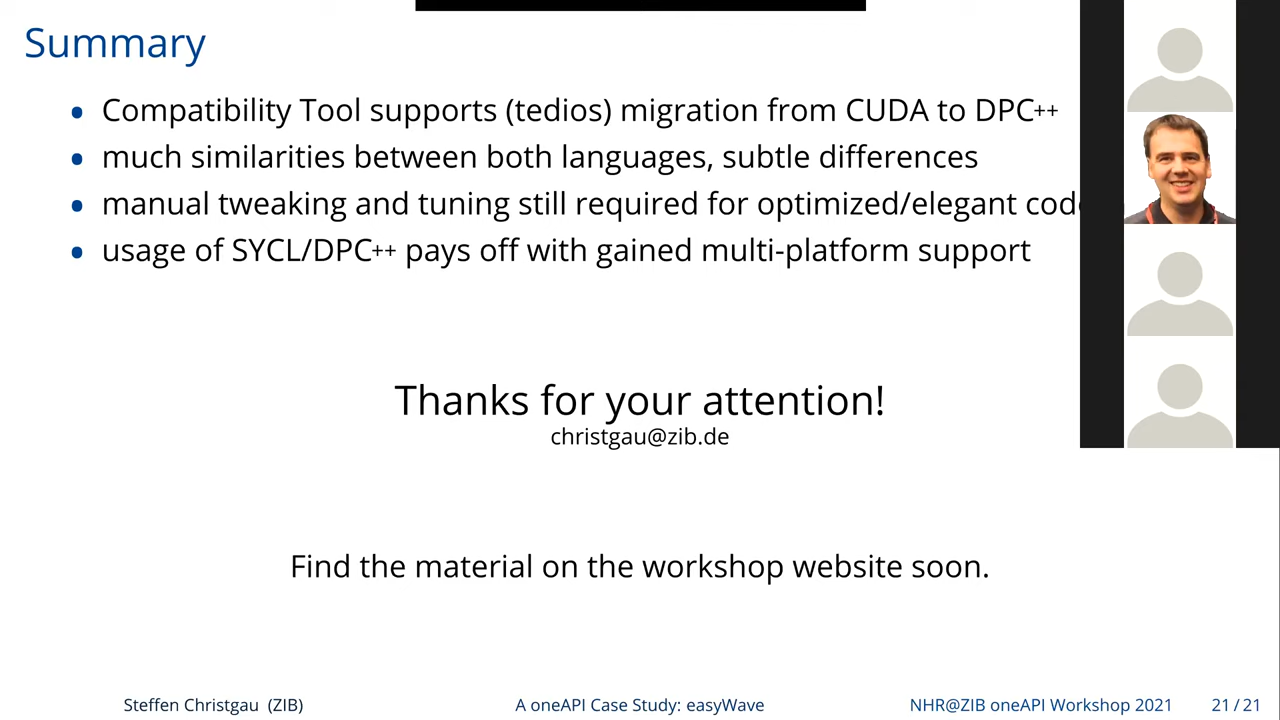 Summary
• Compatibility Tool supports (tedios) migration from CUDA to DPC++
• much similarities between both languages, subtle differences
• manual tweaking and tuning still required for optimized/elegant code
• usage of SYCL/DPC++ pays off with gained multi-platform support
Thanks for your attention!
christgau@zib.de
Find the material on the workshop website soon.
Steffen Christgau (ZIB) A oneAPI Case Study: easyWave NHR@ZIB oneAPI Workshop 2021 21 / 21